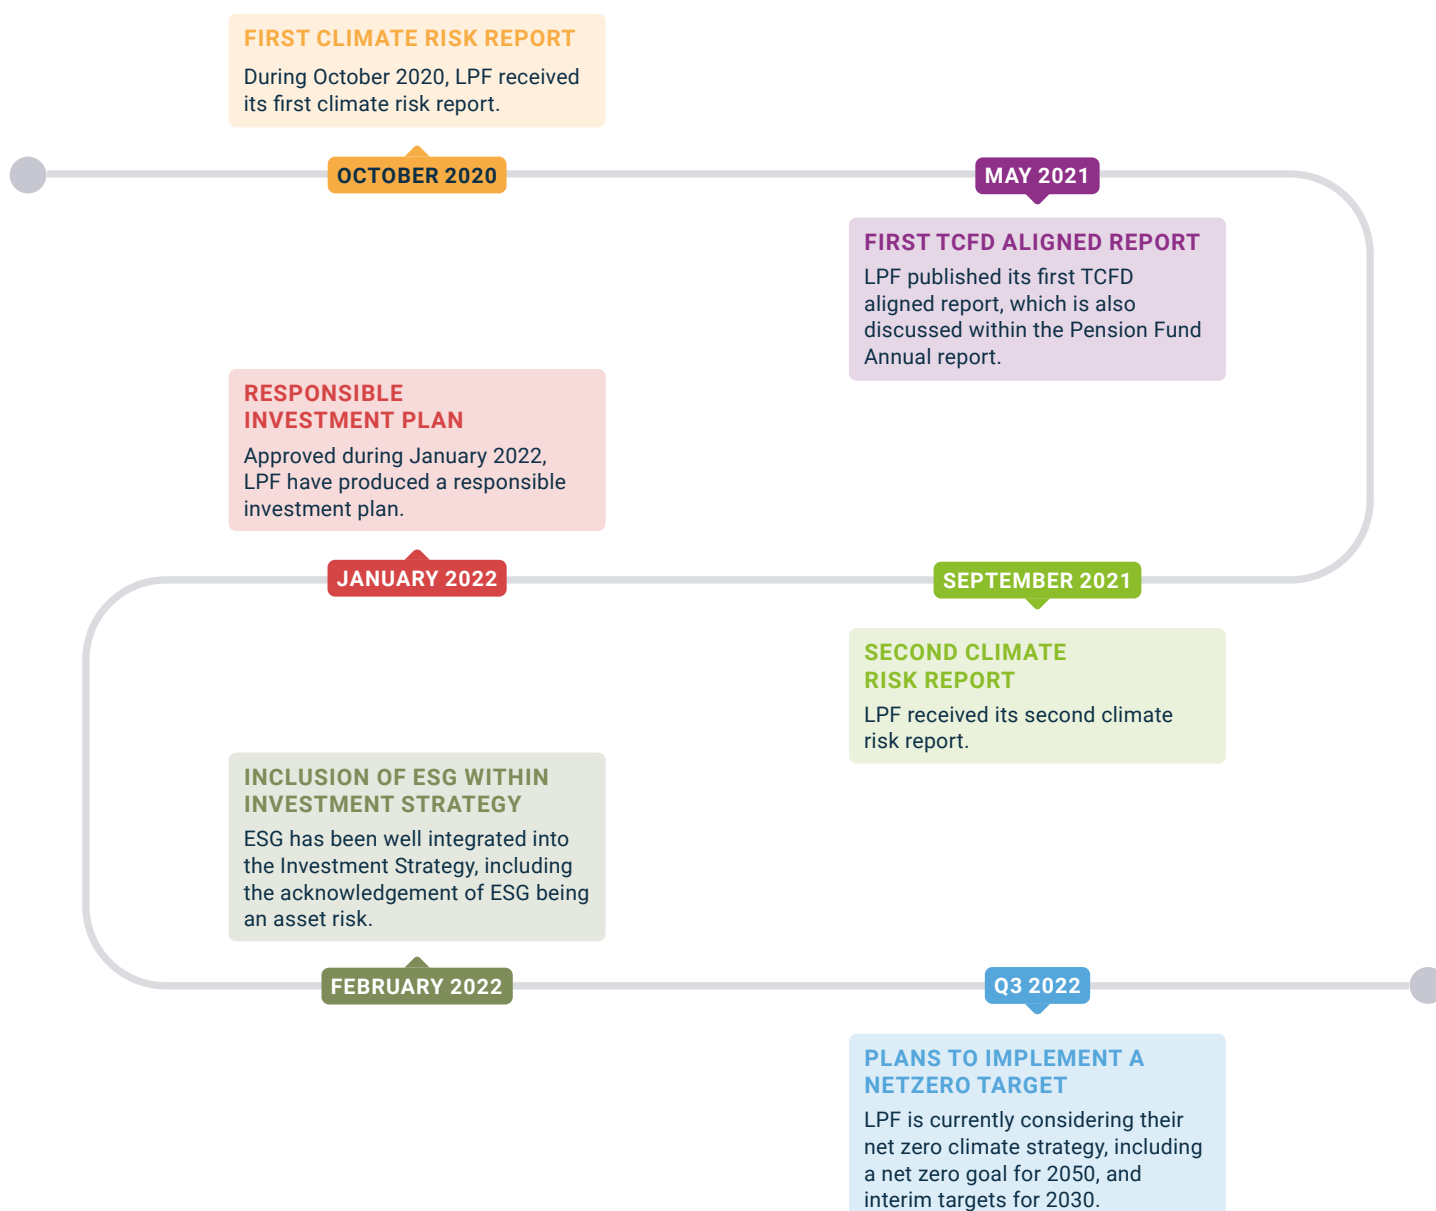 FIRST CLIMATE RISK REPORT
During October 2020, LPF received
its first climate risk report.
OCTOBER 2020
MAY 2021
FIRST TCFD ALIGNED REPORT
LPF published its first TCFD
aligned report, which is also
discussed within the Pension Fund
Annual report.
SEPTEMBER 2021
SECOND CLIMATE
RISK REPORT
LPF received its second climate
risk report.
RESPONSIBLE
INVESTMENT PLAN
Approved during January 2022,
LPF have produced a responsible
investment plan.
JANUARY 2022
INCLUSION OF ESG WITHIN
INVESTMENT STRATEGY
ESG has been well integrated into
the Investment Strategy, including
the acknowledgement of ESG being
an asset risk.
FEBRUARY 2022
Q3 2022
PLANS TO IMPLEMENT A
NETZERO TARGET
LPF is currently considering their
net zero climate strategy, including
a net zero goal for 2050, and
interim targets for 2030.